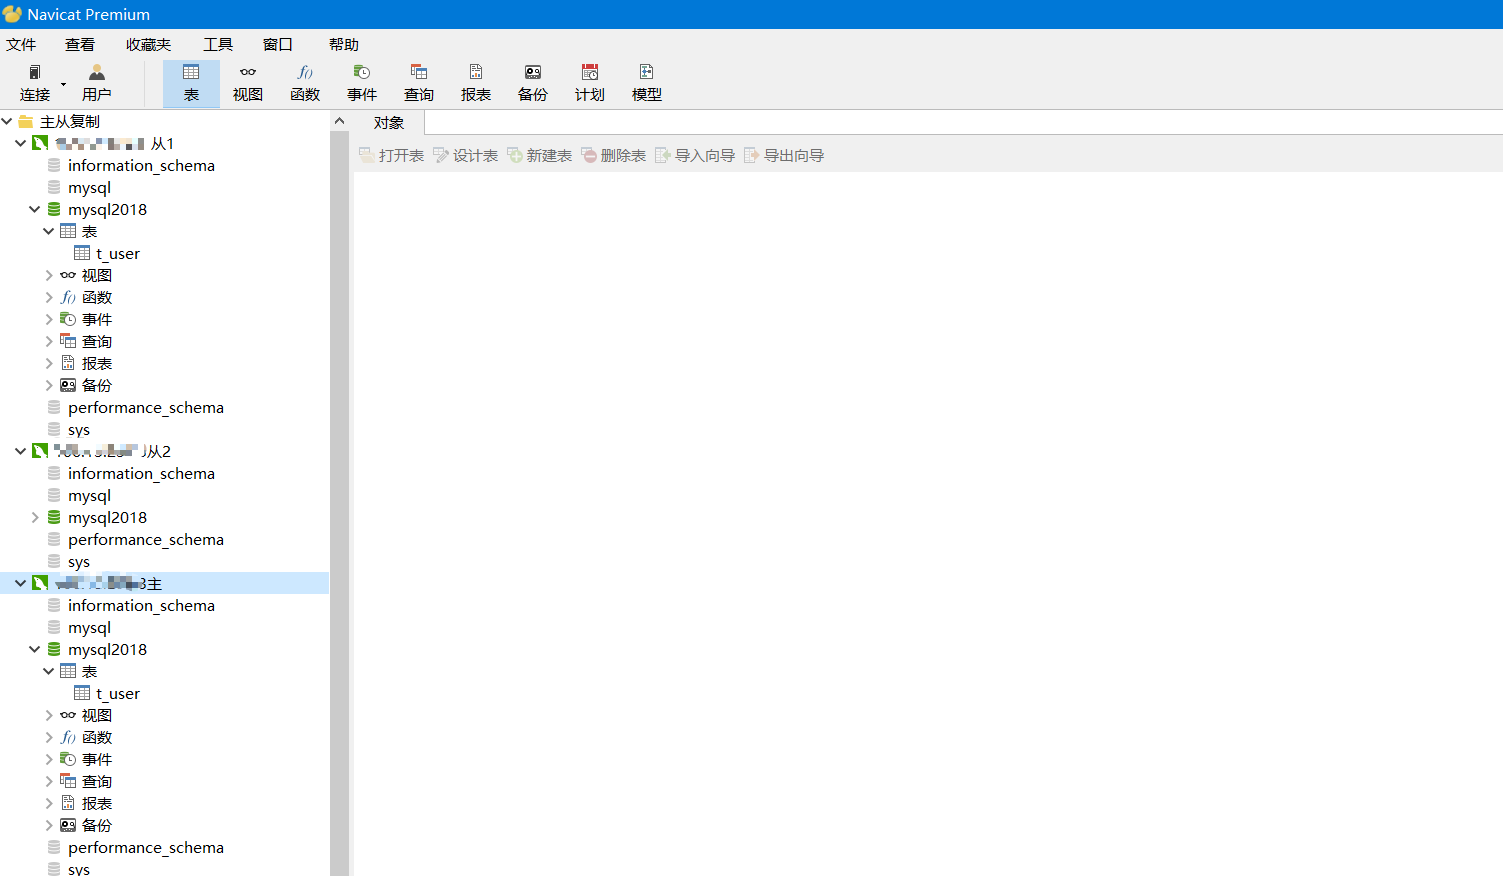 Navicat Premium
文件 查看 收藏夹 工具 窗口 帮助
连接 用户 表 视图 函数 事件 查询 报表 备份 计划 模型
对象
打开表 设计表 新建表 删除表 导入向导 导出向导
主从复制
从1
information_schema
mysql
mysql2018
表
t_user
视图
函数
事件
查询
报表
备份
performance_schema
sys
从2
information_schema
mysql
mysql2018
performance_schema
sys
主
information_schema
mysql
mysql2018
表
t_user
视图
函数
事件
查询
报表
备份
performance_schema
sys